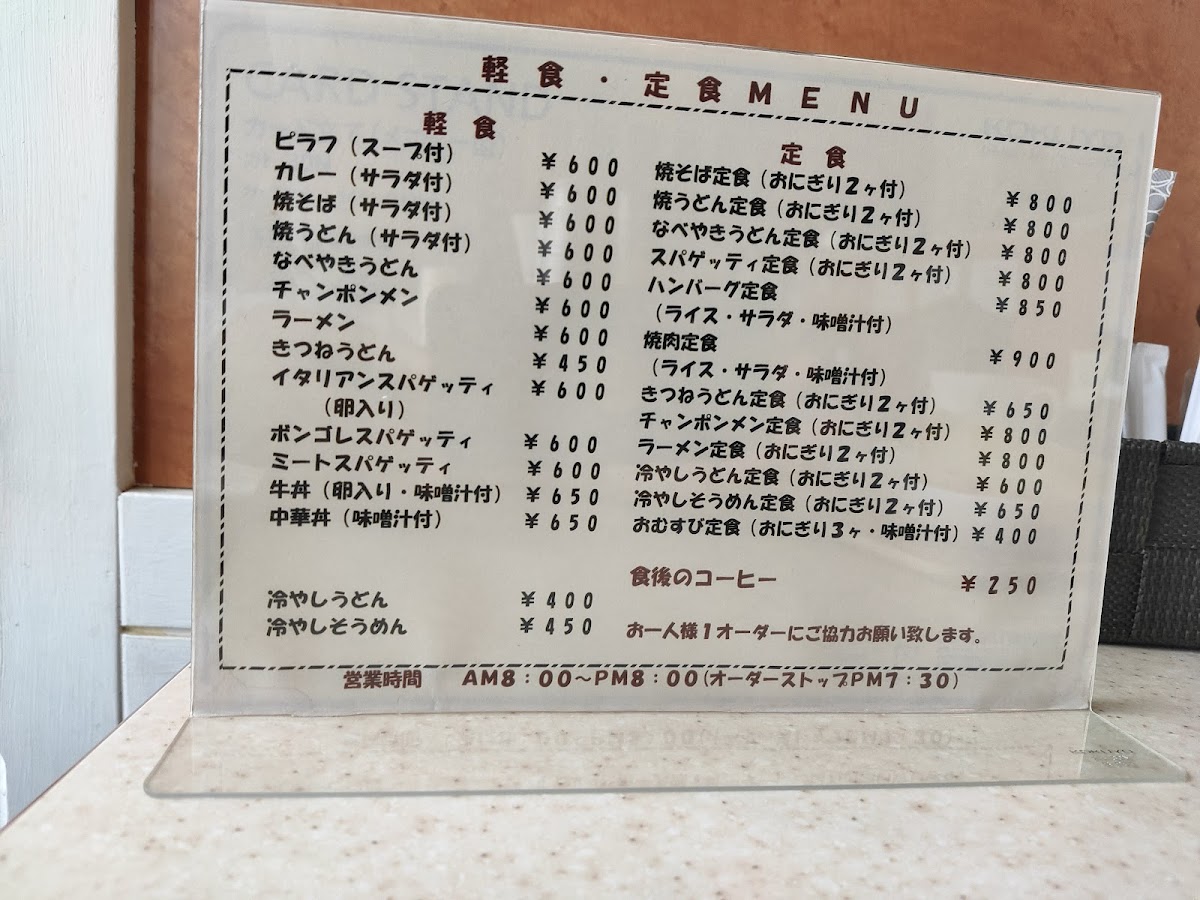 軽食・定食MENU
軽食
ピラフ（スープ付） ¥600
カレー（サラダ付） ¥600
焼そば（サラダ付） ¥600
焼うどん（サラダ付） ¥600
なべやきうどん ¥600
チャンポンメン ¥600
ラーメン ¥600
きつねうどん ¥450
イタリアンスパゲッティ ¥600
（卵入り）
ボンゴレスパゲッティ ¥600
ミートスパゲッティ ¥600
牛丼（卵入り・味噌汁付） ¥650
中華丼（味噌汁付） ¥650
冷やしうどん ¥400
冷やしそうめん ¥450
定食
焼そば定食（おにぎり2ヶ付） ¥800
焼うどん定食（おにぎり2ヶ付） ¥800
なべやきうどん定食（おにぎり2ヶ付） ¥800
スパゲッティ定食（おにぎり2ヶ付） ¥800
ハンバーグ定食 ¥850
（ライス・サラダ・味噌汁付）
焼肉定食 ¥900
（ライス・サラダ・味噌汁付）
きつねうどん定食（おにぎり2ヶ付） ¥650
チャンポンメン定食（おにぎり2ヶ付） ¥800
ラーメン定食（おにぎり2ヶ付） ¥800
冷やしうどん定食（おにぎり2ヶ付） ¥600
冷やしそうめん定食（おにぎり2ヶ付） ¥650
おむすび定食（おにぎり3ヶ・味噌汁付） ¥400
食後のコーヒー ¥250
お一人様1オーダーにご協力お願い致します。
営業時間 AM8：00〜PM8：00(オーダーストップPM7：30)